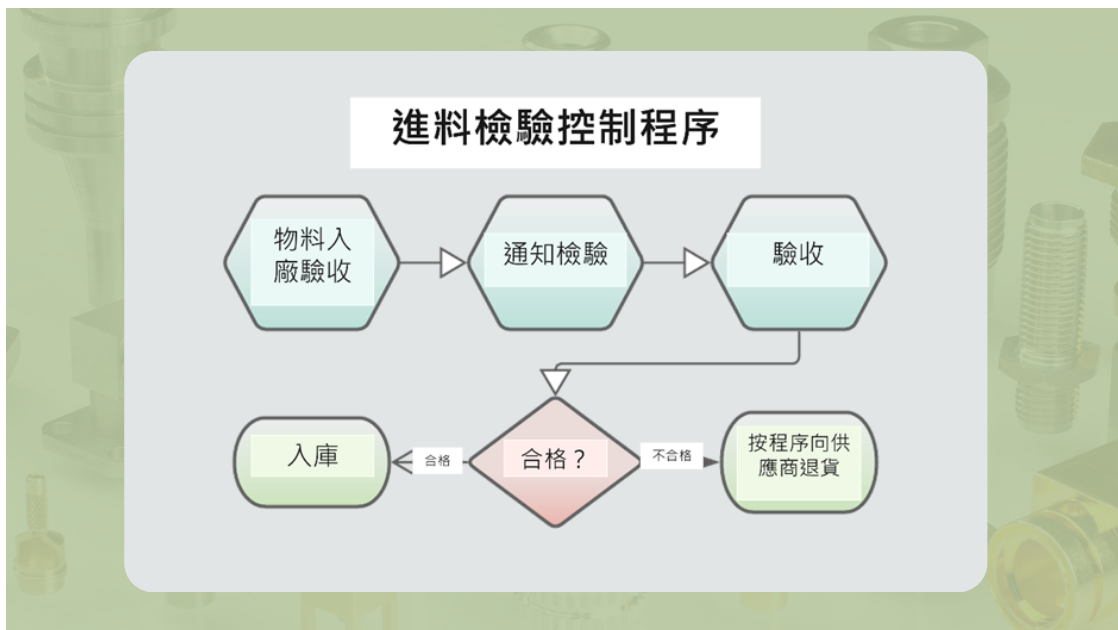 進料檢驗控制程序
物料入
廠驗收
通知檢驗
驗收
入庫
合格
合格？
不合格
按程序向供
應商退貨